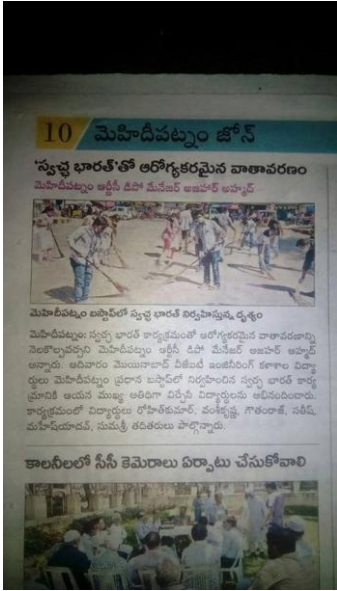 10 మెహిదీపట్నం జోన్
'స్వచ్ఛ భారత్'తో ఆరోగ్యకరమైన వాతావరణం
మెహిదీపట్నం ఆర్టీసీ డిపో మేనేజర్ అజహర్ అహ్మద్
మెహిదీపట్నం బస్టాప్‌లో స్వచ్ఛ భారత్ నిర్వహిస్తున్న దృశ్యం
మెహిదీపట్నం: స్వచ్ఛ భారత్ కార్యక్రమంతో ఆరోగ్యకరమైన వాతావరణాన్ని
నెలకొల్పవచ్చని మెహిదీపట్నం ఆర్టీసీ డిపో మేనేజర్ అజహర్ అహ్మద్
అన్నారు. ఆదివారం మొయినాబాద్ వీజేఐటీ ఇంజినీరింగ్ కళాశాల విద్యా
ర్థులు మెహిదీపట్నం ప్రధాన బస్టాప్‌లో నిర్వహించిన స్వచ్ఛ భారత్ కార్య
క్రమానికి ఆయన ముఖ్య అతిథిగా విచ్చేసి విద్యార్థులను అభినందించారు.
కార్యక్రమంలో విద్యార్థులు రోహిత్‌కుమార్, వంశీకృష్ణ, గౌతంరాజ్, సతీష్,
మహేష్‌యాదవ్, సుమశ్రీ తదితరులు పాల్గొన్నారు.
కాలనీలలో సీసీ కెమెరాలు ఏర్పాటు చేసుకోవాలి